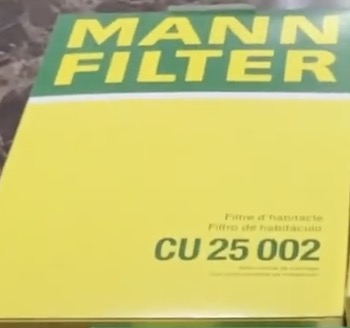 MANN
FILTER
Filtre d'habitacle
Filtro de habitáculo
CU 25 002